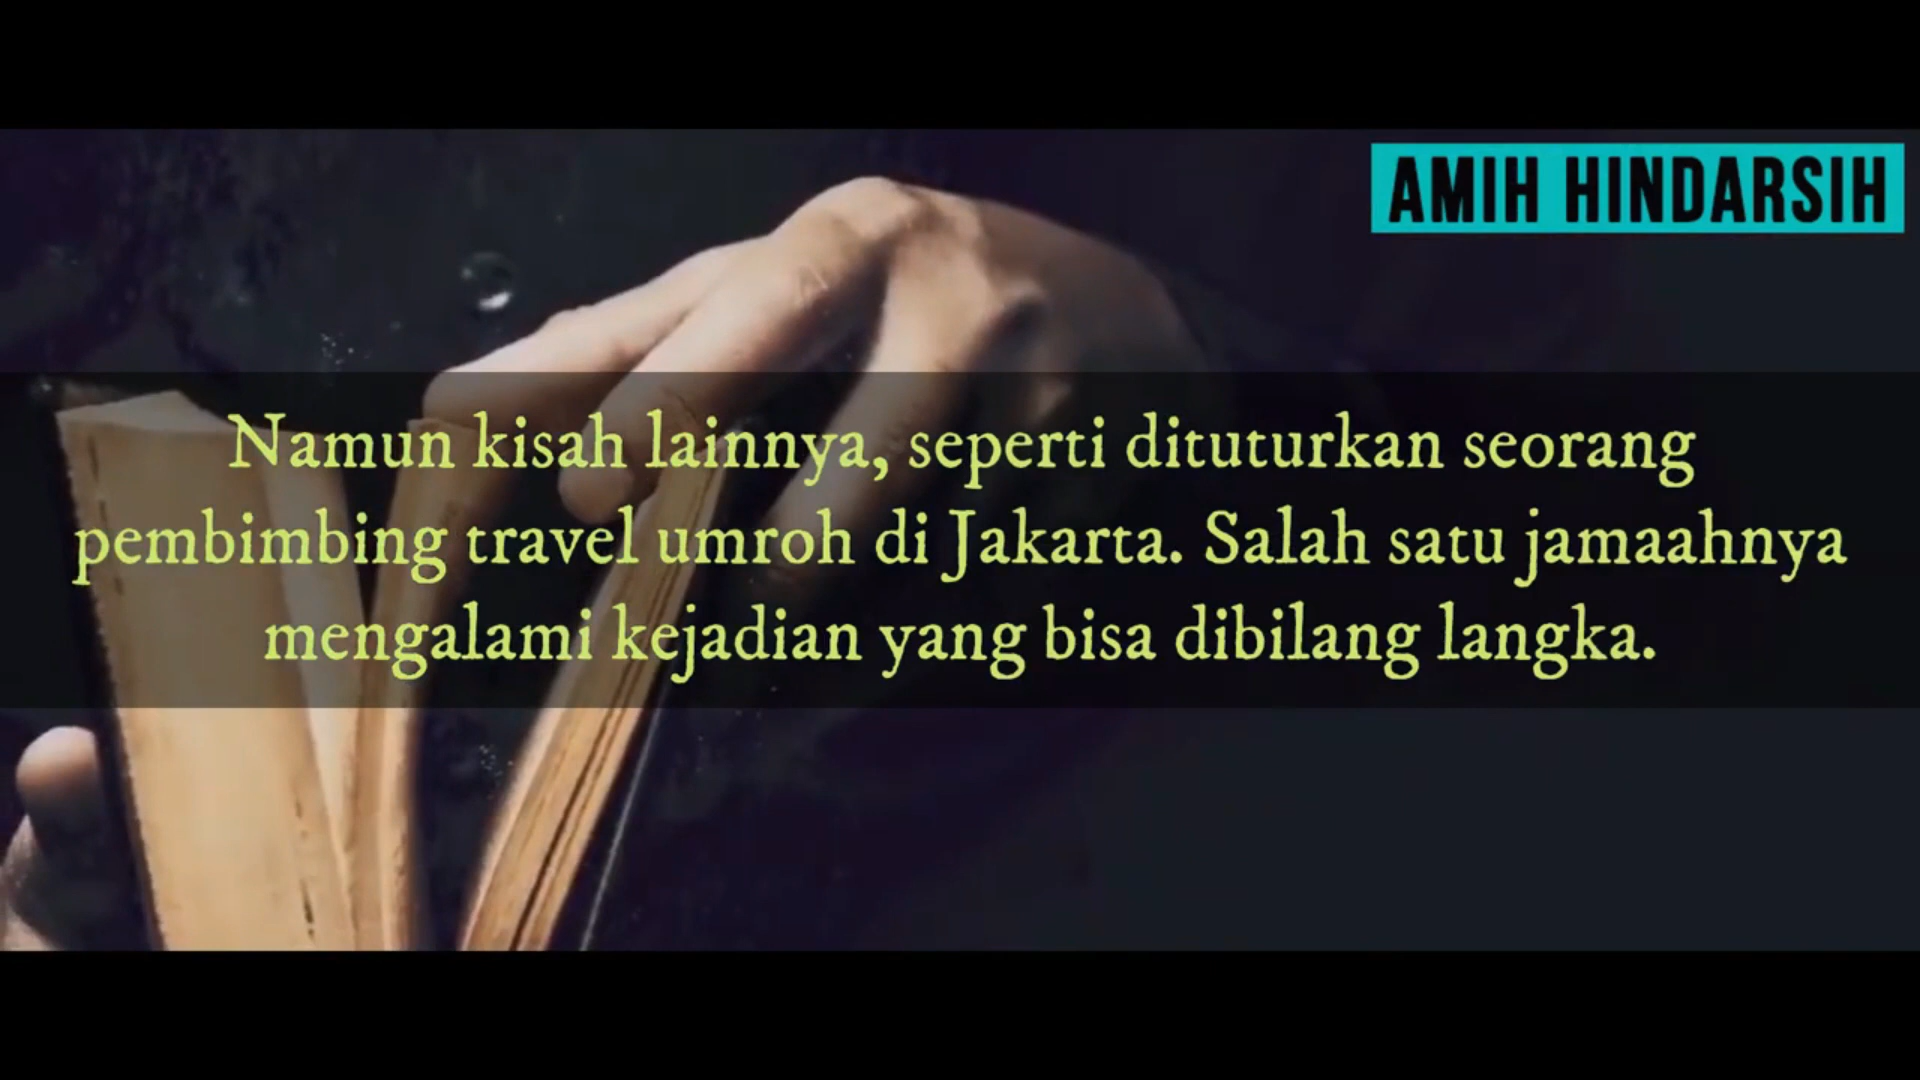 AMIH HINDARSIH
Namun kisah lainnya, seperti dituturkan seorang
pembimbing travel umroh di Jakarta. Salah satu jamaahnya
mengalami kejadian yang bisa dibilang langka.